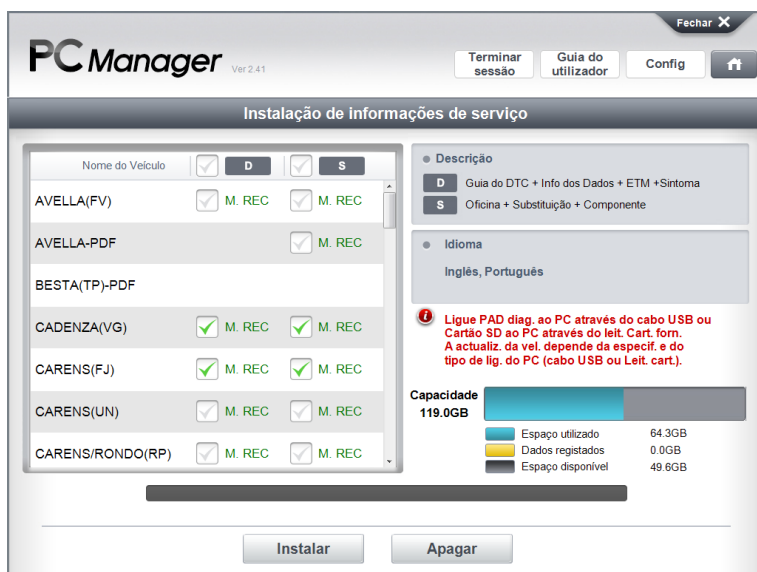 Fechar X
PC Manager Ver 2.41
Terminar sessão
Guia do utilizador
Config
Instalação de informações de serviço
Nome do Veículo D S
AVELLA(FV) M. REC M. REC
AVELLA-PDF M. REC
BESTA(TP)-PDF
CADENZA(VG) M. REC M. REC
CARENS(FJ) M. REC M. REC
CARENS(UN) M. REC M. REC
CARENS/RONDO(RP) M. REC M. REC
Descrição
D Guia do DTC + Info dos Dados + ETM +Sintoma
S Oficina + Substituição + Componente
Idioma
Inglês, Português
Ligue PAD diag. ao PC através do cabo USB ou
Cartão SD ao PC através do leit. Cart. forn.
A actualiz. da vel. depende da especif. e do
tipo de lig. do PC (cabo USB ou Leit. cart.).
Capacidade
119.0GB
Espaço utilizado 64.3GB
Dados registados 0.0GB
Espaço disponível 49.6GB
Instalar
Apagar